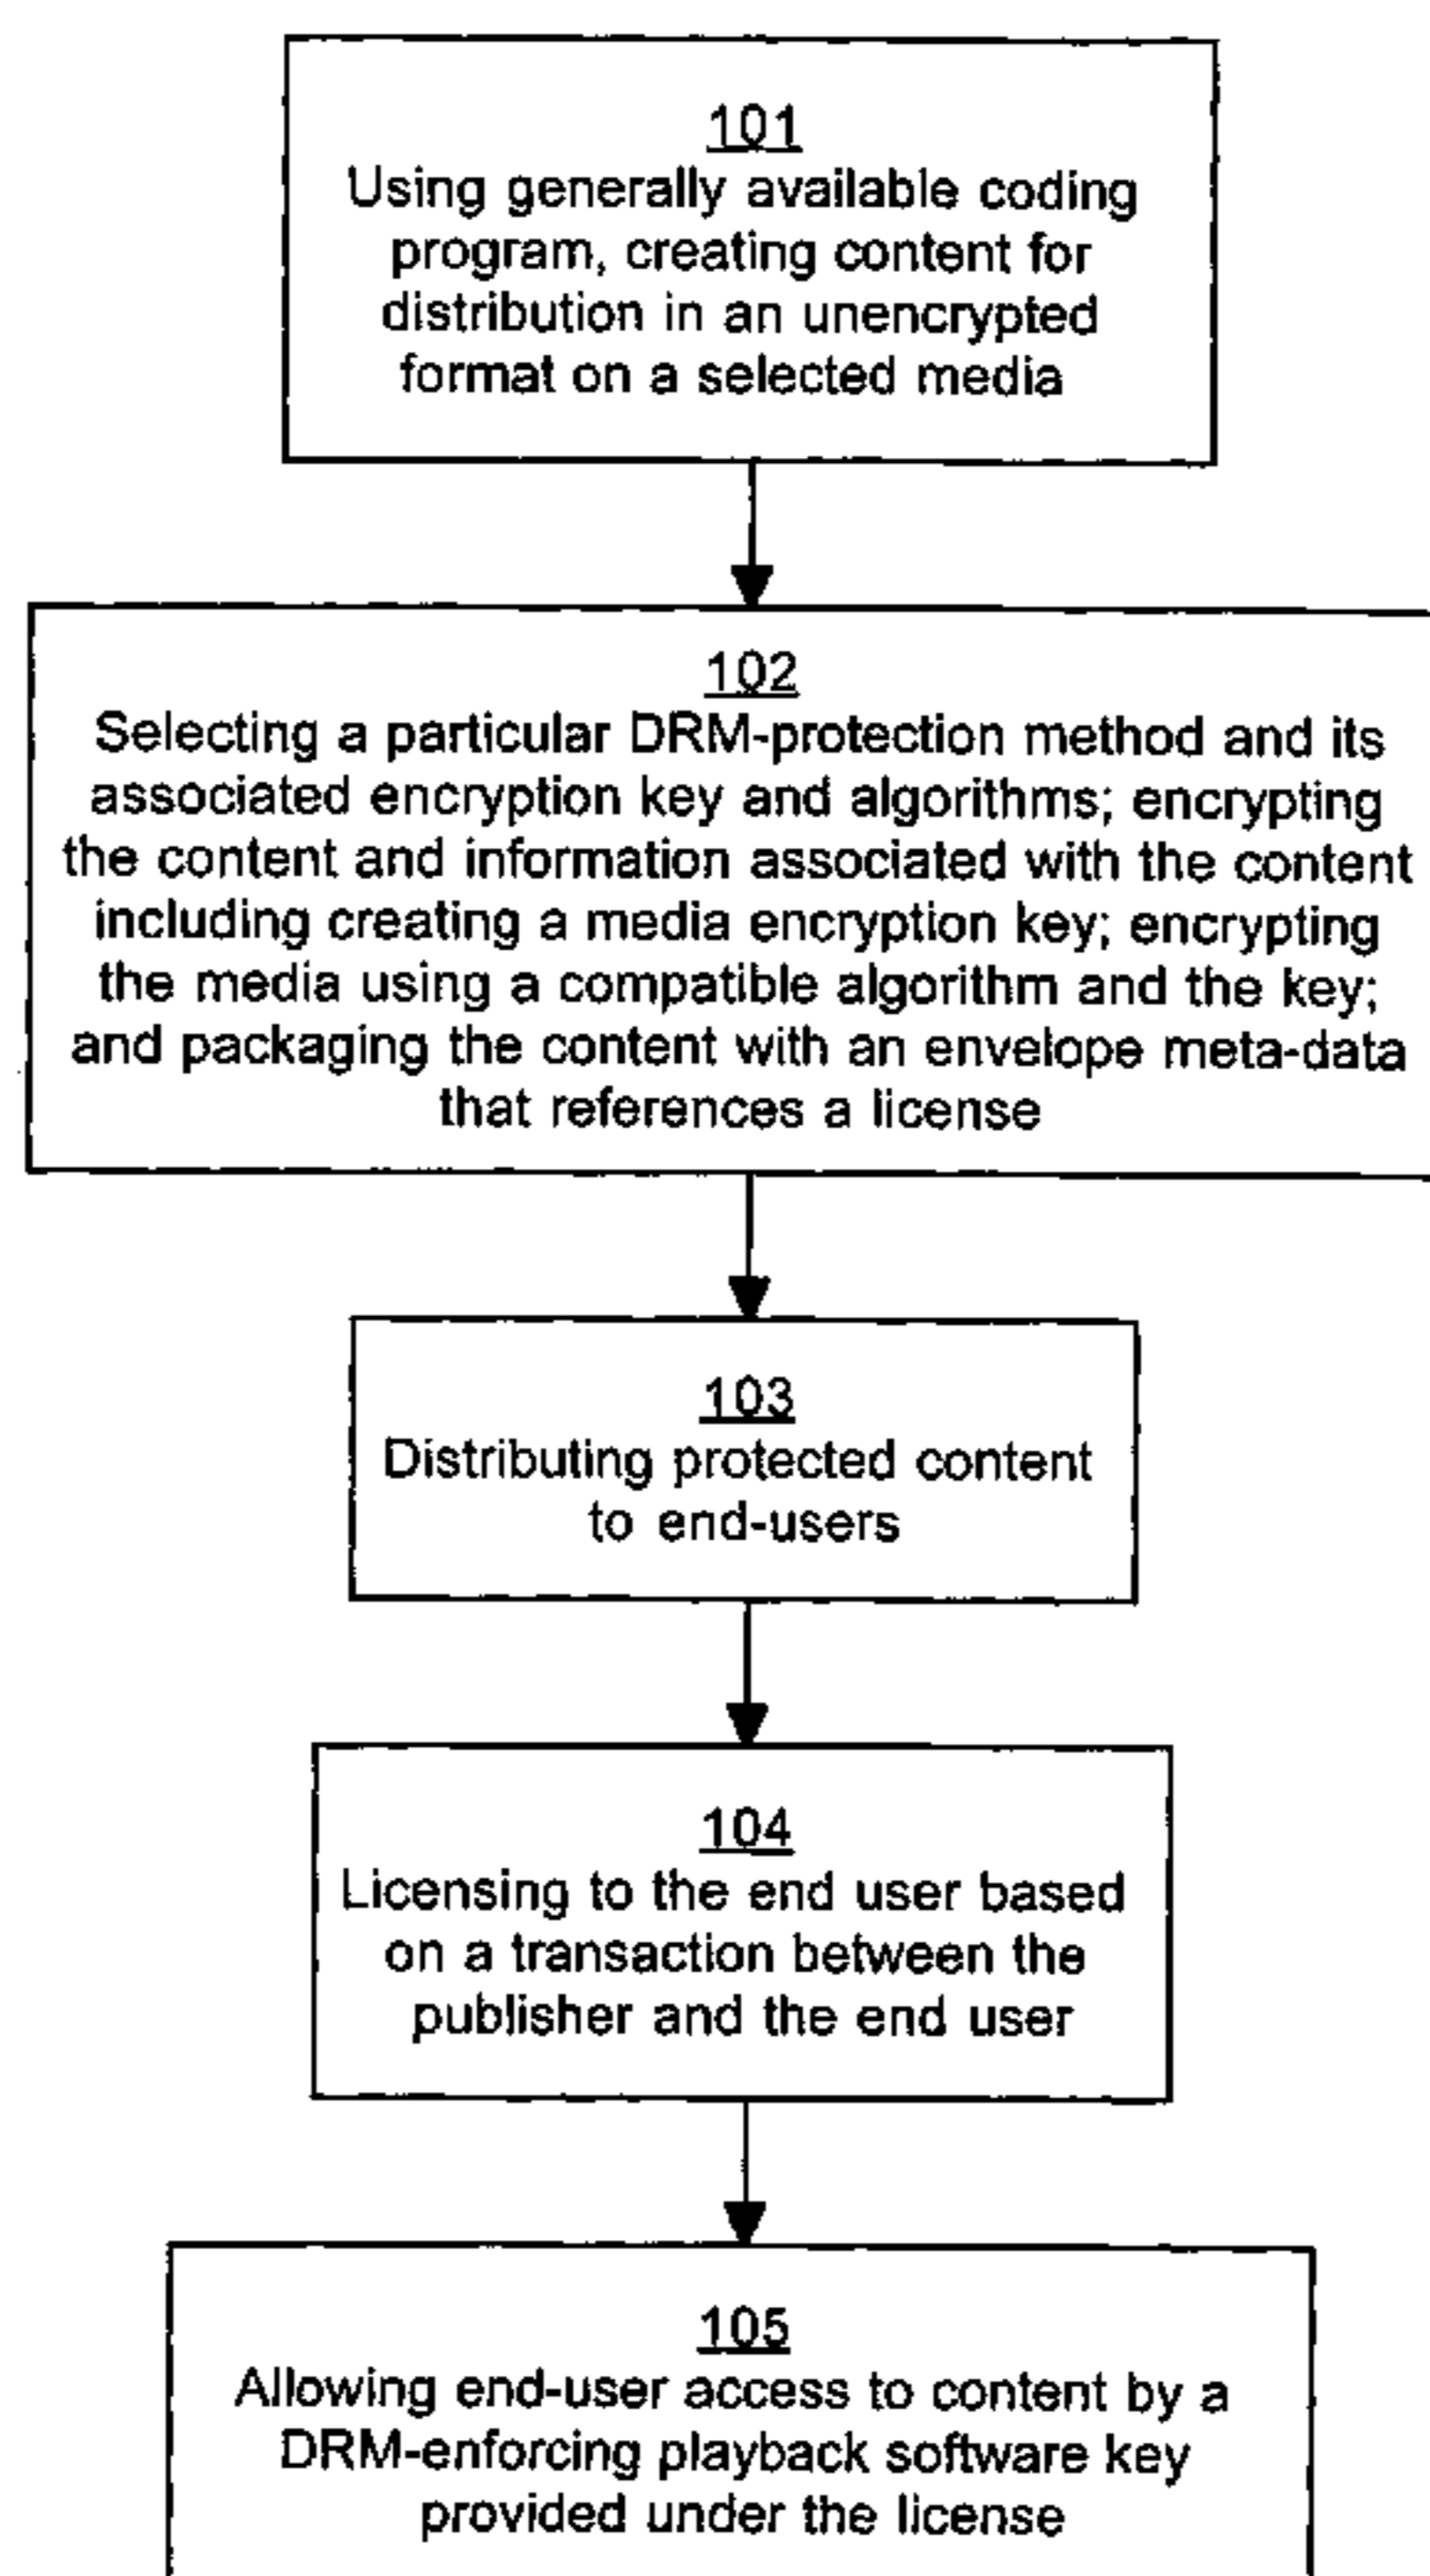 101
Using generally available coding
program, creating content for
distribution in an unencrypted
format on a selected media
102
Selecting a particular DRM-protection method and its
associated encryption key and algorithms; encrypting
the content and information associated with the content
including creating a media encryption key; encrypting
the media using a compatible algorithm and the key;
and packaging the content with an envelope meta-data
that references a license
103
Distributing protected content
to end-users
104
Licensing to the end user based
on a transaction between the
publisher and the end user
105
Allowing end-user access to content by a
DRM-enforcing playback software key
provided under the license